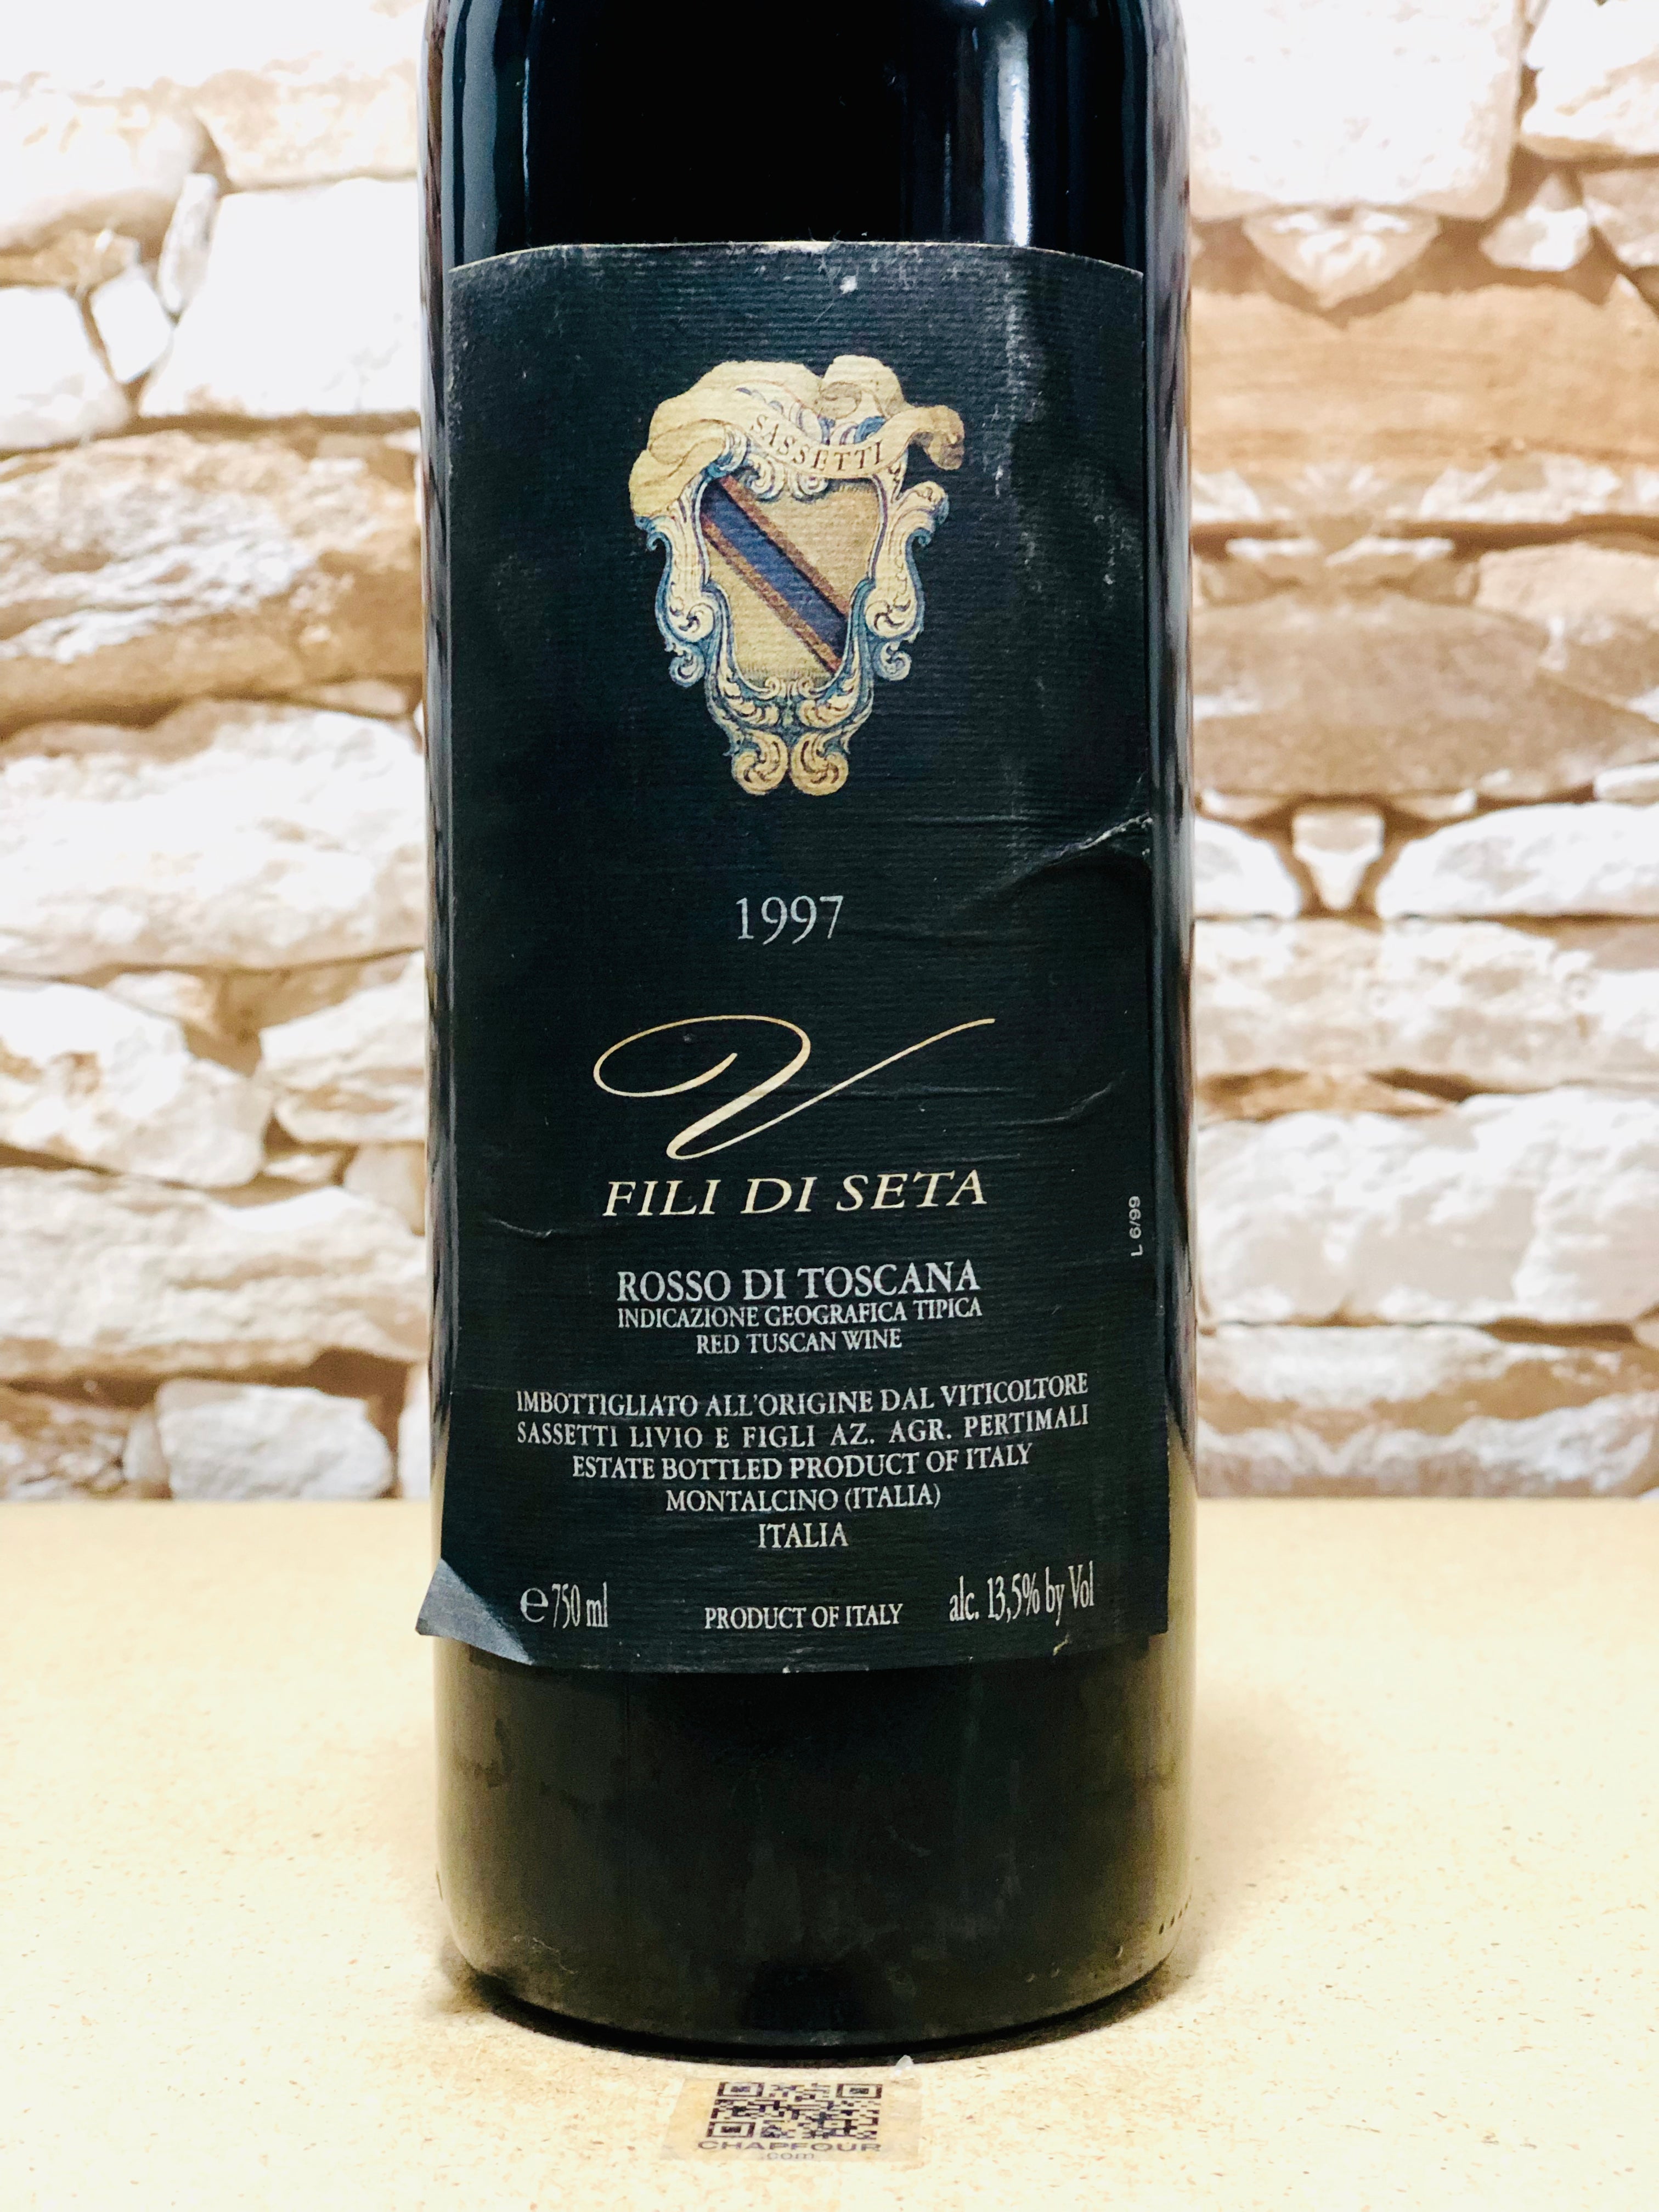 SASSETTI
1997
V
FILI DI SETA
L 6/99
ROSSO DI TOSCANA
INDICAZIONE GEOGRAFICA TIPICA
RED TUSCAN WINE
IMBOTTIGLIATO ALL'ORIGINE DAL VITICOLTORE
SASSETTI LIVIO E FIGLI AZ. AGR. PERTIMALI
ESTATE BOTTLED PRODUCT OF ITALY
MONTALCINO (ITALIA)
ITALIA
℮ 750 ml PRODUCT OF ITALY alc. 13,5% by Vol
CHAPFOUR
.com